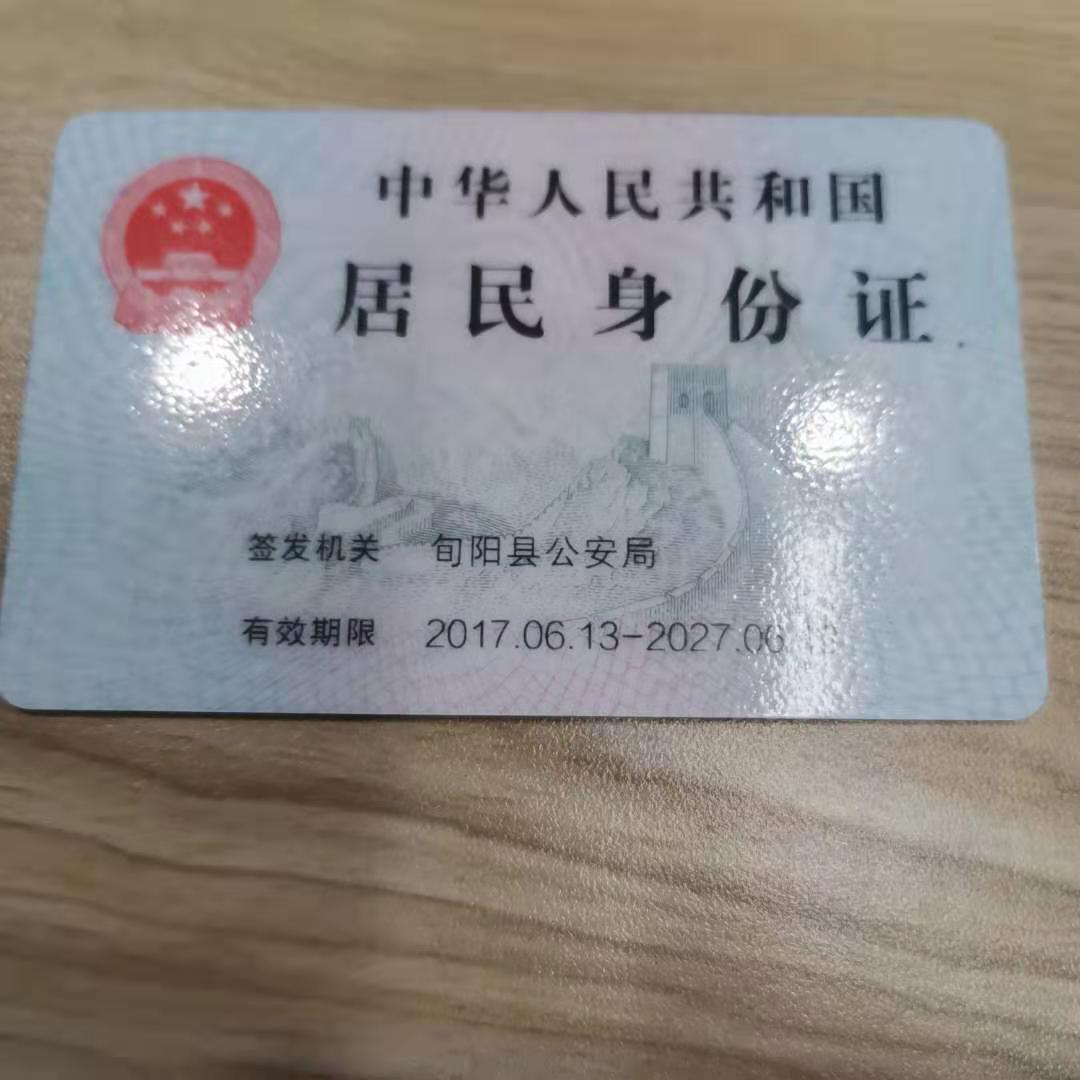 中华人民共和国
居民身份证
签发机关 旬阳县公安局
有效期限 2017.06.13-2027.06